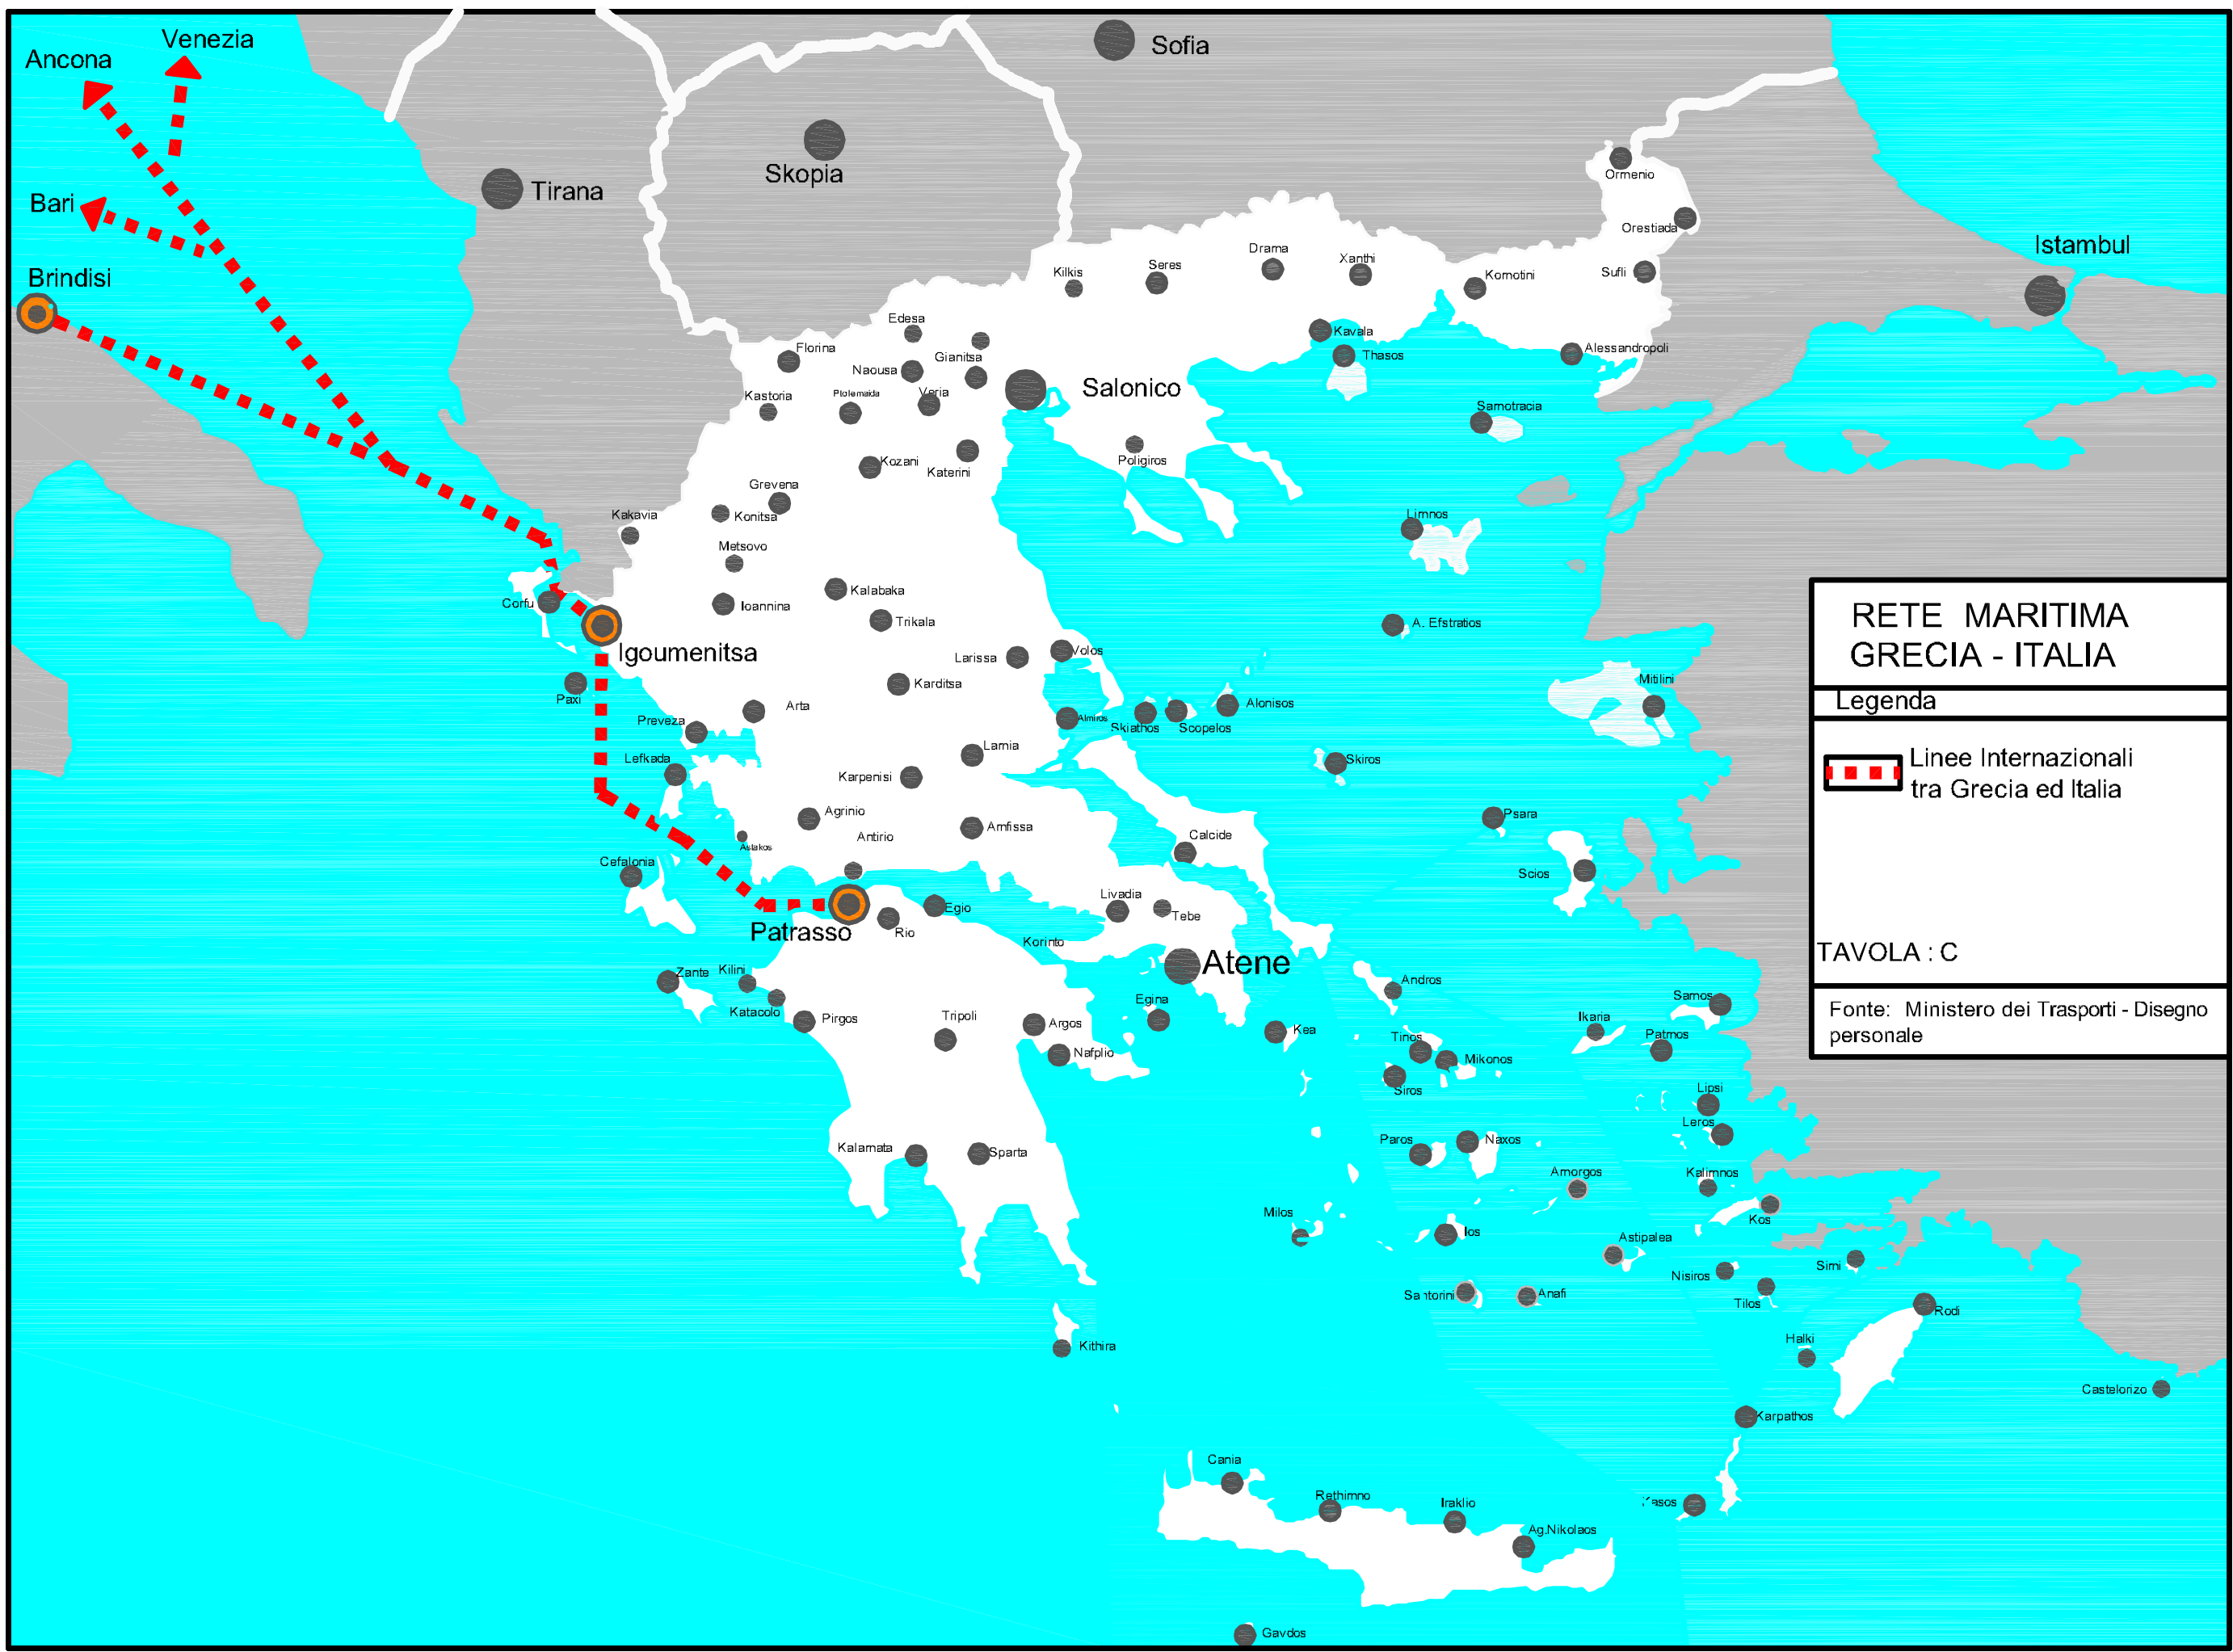 Venezia
Ancona
Sofia
Skopia
Tirana
Bari
Brindisi
Ormenio
Orestiada
Istambul
Drama
Xanthi
Seres
Kilkis
Komotini
Sufli
Edesa
Kavala
Florina
Gianitsa
Thasos
Alessandropoli
Naousa
Salonico
Kastoria
Ptolemaida
Veria
Samotracia
Poligiros
Kozani
Katerini
Grevena
Kakavia
Konitsa
Limnos
Metsovo
Kalabaka
Corfu
Ioannina
Trikala
A. Efstratios
RETE MARITIMA
GRECIA - ITALIA
Igoumenitsa
Larissa
Volos
Karditsa
Mitilini
Paxi
Legenda
Arta
Alonisos
Preveza
Almiros
Skiathos
Scopelos
Lamia
Lefkada
Skiros
Linee Internazionali
tra Grecia ed Italia
Karpenisi
Agrinio
Psara
Amfissa
Antirio
Calcide
Astakos
Cefalonia
Scios
Livadia
Egio
Tebe
Patrasso
Rio
Korinto
TAVOLA : C
Atene
Zante
Kilini
Andros
Samos
Egina
Fonte: Ministero dei Trasporti - Disegno
personale
Katacolo
Pirgos
Tripoli
Argos
Kea
Ikaria
Tinos
Patmos
Nafplio
Mikonos
Siros
Lipsi
Leros
Kalamata
Sparta
Paros
Naxos
Amorgos
Kalimnos
Milos
Kos
Ios
Astipalea
Simi
Nisiros
Santorini
Anafi
Tilos
Rodi
Halki
Kithira
Castelorizo
Karpathos
Cania
Rethimno
Iraklio
Kasos
Ag.Nikolaos
Gavdos